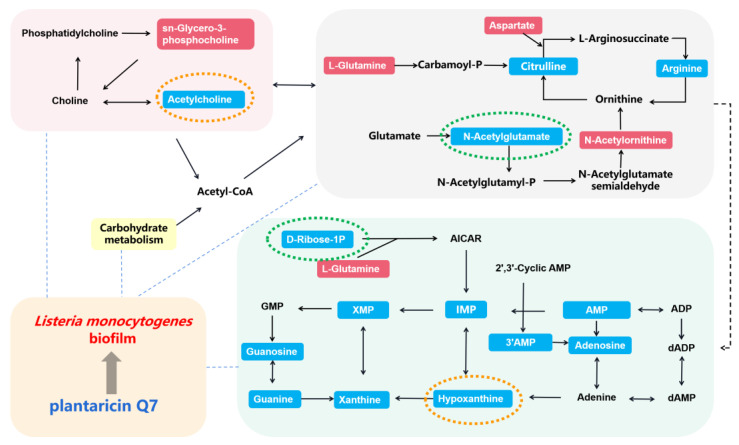 Phosphatidylcholine
sn-Glycero-3-
phosphocholine
Choline
Acetylcholine
Acetyl-CoA
Carbohydrate
metabolism
Aspartate
L-Arginosuccinate
L-Glutamine
Carbamoyl-P
Citrulline
Arginine
Ornithine
Glutamate
N-Acetylglutamate
N-Acetylornithine
N-Acetylglutamyl-P
N-Acetylglutamate
semialdehyde
D-Ribose-1P
AICAR
L-Glutamine
2',3'-Cyclic AMP
GMP
XMP
IMP
AMP
ADP
3'AMP
Guanosine
Adenosine
dADP
Guanine
Xanthine
Hypoxanthine
Adenine
dAMP
Listeria monocytogenes
biofilm
plantaricin Q7